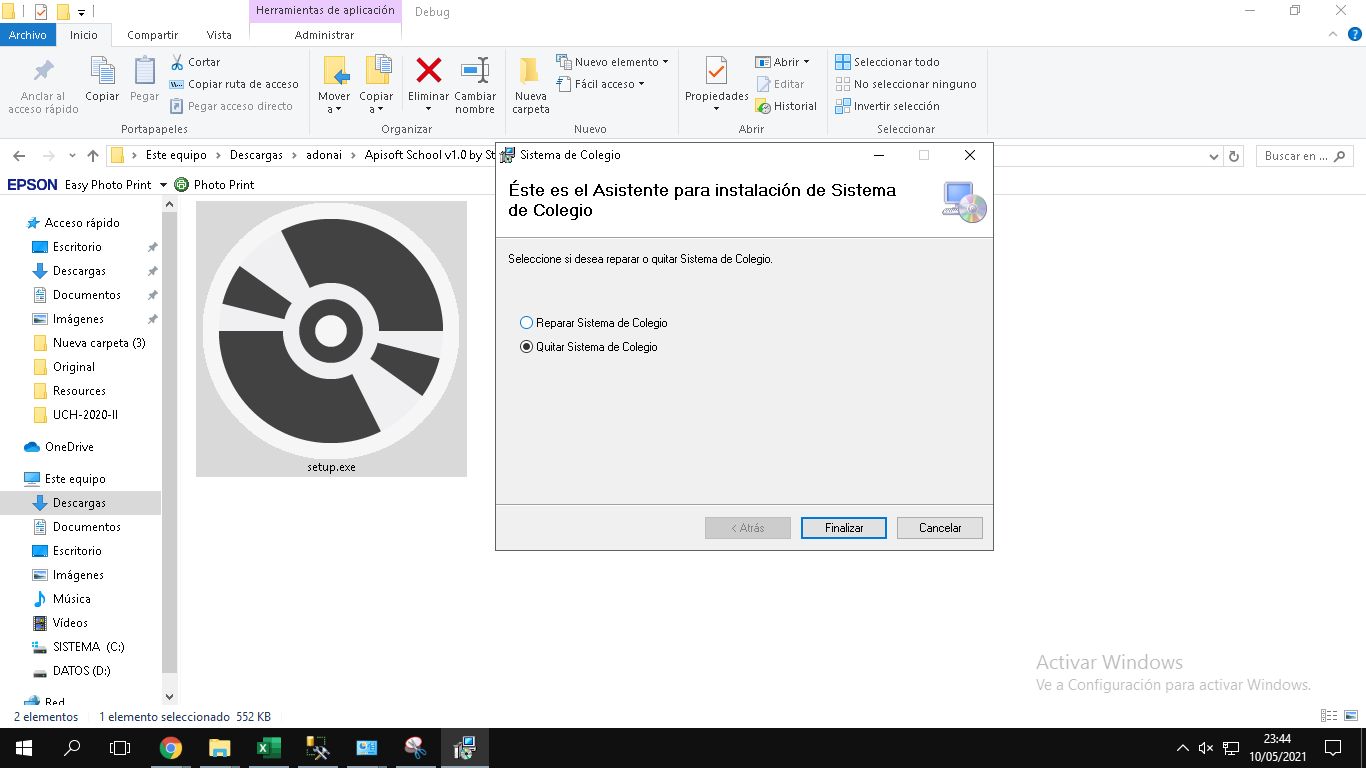 Herramientas de aplicación
Debug
Archivo
Inicio
Compartir
Vista
Administrar
Anclar al
acceso rápido
Copiar
Pegar
Cortar
Copiar ruta de acceso
Pegar acceso directo
Mover
a
Copiar
a
Eliminar
Cambiar
nombre
Nueva
carpeta
Nuevo elemento
Fácil acceso
Propiedades
Abrir
Editar
Historial
Seleccionar todo
No seleccionar ninguno
Invertir selección
Portapapeles
Organizar
Nuevo
Abrir
Seleccionar
Este equipo
Descargas
adonai
Apisoft School v1.0 by St
Buscar en ...
EPSON
Easy Photo Print
Photo Print
Acceso rápido
Escritorio
Descargas
Documentos
Imágenes
Nueva carpeta (3)
Original
Resources
UCH-2020-II
OneDrive
Este equipo
Descargas
Documentos
Escritorio
Imágenes
Música
Vídeos
SISTEMA (C:)
DATOS (D:)
Red
setup.exe
Sistema de Colegio
Éste es el Asistente para instalación de Sistema
de Colegio
Seleccione si desea reparar o quitar Sistema de Colegio.
Reparar Sistema de Colegio
Quitar Sistema de Colegio
< Atrás
Finalizar
Cancelar
Activar Windows
Ve a Configuración para activar Windows.
2 elementos
1 elemento seleccionado 552 KB
23:44
10/05/2021